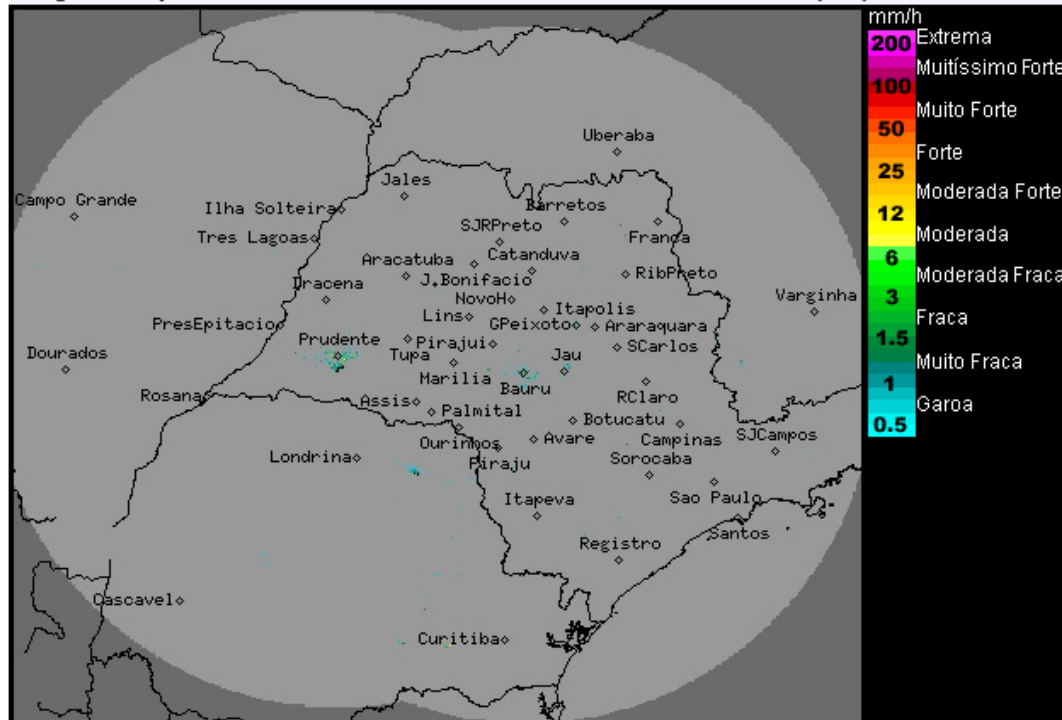 mm/h
200 Extrema
Muitíssimo Forte
100
Muito Forte
50
Forte
25
Moderada Forte
12
Moderada
6
Moderada Fraca
3
Fraca
1.5
Muito Fraca
1
Garoa
0.5
Uberaba
Jales
Campo Grande
Ilha Solteira
Barretos
Tres Lagoas
SJRPreto
Franca
Aracatuba
Catanduva
J.Bonifacio
RibPreto
Dracena
NovoH
Varginha
Itapolis
Lins
PresEpitacio
GPeixoto
Araraquara
Prudente
Pirajui
SCarlos
Dourados
Tupa
Jau
Marilia
Bauru
Rosana
Assis
RClaro
Palmital
Botucatu
Ourinhos
Avare
Campinas
SJCampos
Londrina
Piraju
Sorocaba
Itapeva
Sao Paulo
Santos
Registro
Cascavel
Curitiba